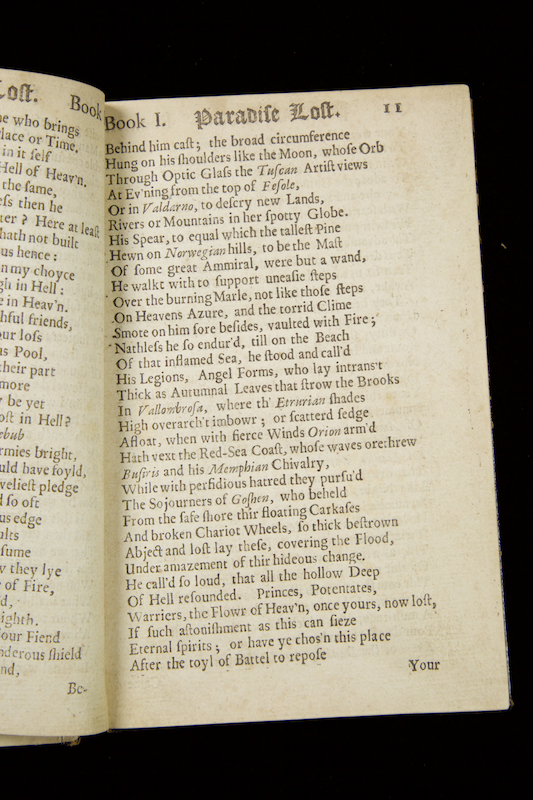 Loſt. Book
e who brings
lace or Time.
in it ſelf
Hell of Heav'n.
the ſame,
eſs then he
ter ? Here at leaſt
hath not built
us hence :
n my choyce
gh in Hell :
e in Heav'n.
hful friends,
ur loſs
us Pool,
their part
more
y be yet
oſt in Hell ?
ebub
rmies bright,
uld have foyld,
velieſt pledge
d ſo oft
us edge
ults
ſume
w they lye
of Fire,
d,
ighth.
our Fiend
nderous ſhield
nd,
Be-
Book I. Paradiſe Loſt. 11
Behind him caſt ; the broad circumference
Hung on his ſhoulders like the Moon, whoſe Orb
Through Optic Glaſs the Tuſcan Artiſt views
At Ev'ning from the top of Feſole,
Or in Valdarno, to deſcry new Lands,
Rivers or Mountains in her ſpotty Globe.
His Spear, to equal which the talleſt Pine
Hewn on Norwegian hills, to be the Maſt
Of ſome great Ammiral, were but a wand,
He walkt with to ſupport uneaſie ſteps
Over the burning Marle, not like thoſe ſteps
On Heavens Azure, and the torrid Clime
Smote on him ſore beſides, vaulted with Fire ;
Nathleſs he ſo endur'd, till on the Beach
Of that inflamed Sea, he ſtood and call'd
His Legions, Angel Forms, who lay intrans't
Thick as Autumnal Leaves that ſtrow the Brooks
In Vallombroſa, where th' Etrurian ſhades
High overarch't imbowr ; or ſcatterd ſedge
Afloat, when with fierce Winds Orion arm'd
Hath vext the Red-Sea Coaſt, whoſe waves orethrew
Buſiris and his Memphian Chivalry,
While with perfidious hatred they purſu'd
The Sojourners of Goſhen, who beheld
From the ſafe ſhore thir floating Carkaſes
And broken Chariot Wheels, ſo thick beſtrown
Abject and loſt lay theſe, covering the Flood,
Under amazement of thir hideous change.
He call'd ſo loud, that all the hollow Deep
Of Hell reſounded. Princes, Potentates,
Warriers, the Flowr of Heav'n, once yours, now loſt,
If ſuch aſtoniſhment as this can ſieze
Eternal ſpirits ; or have ye chos'n this place
After the toyl of Battel to repoſe
Your